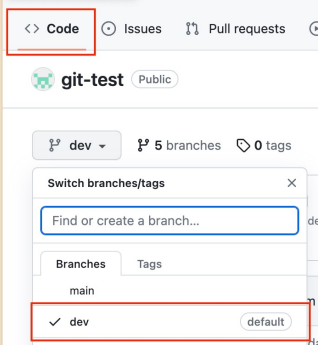 Code Issues Pull requests
git-test Public
dev 5 branches 0 tags
Switch branches/tags
Find or create a branch...
Branches Tags
main
dev default